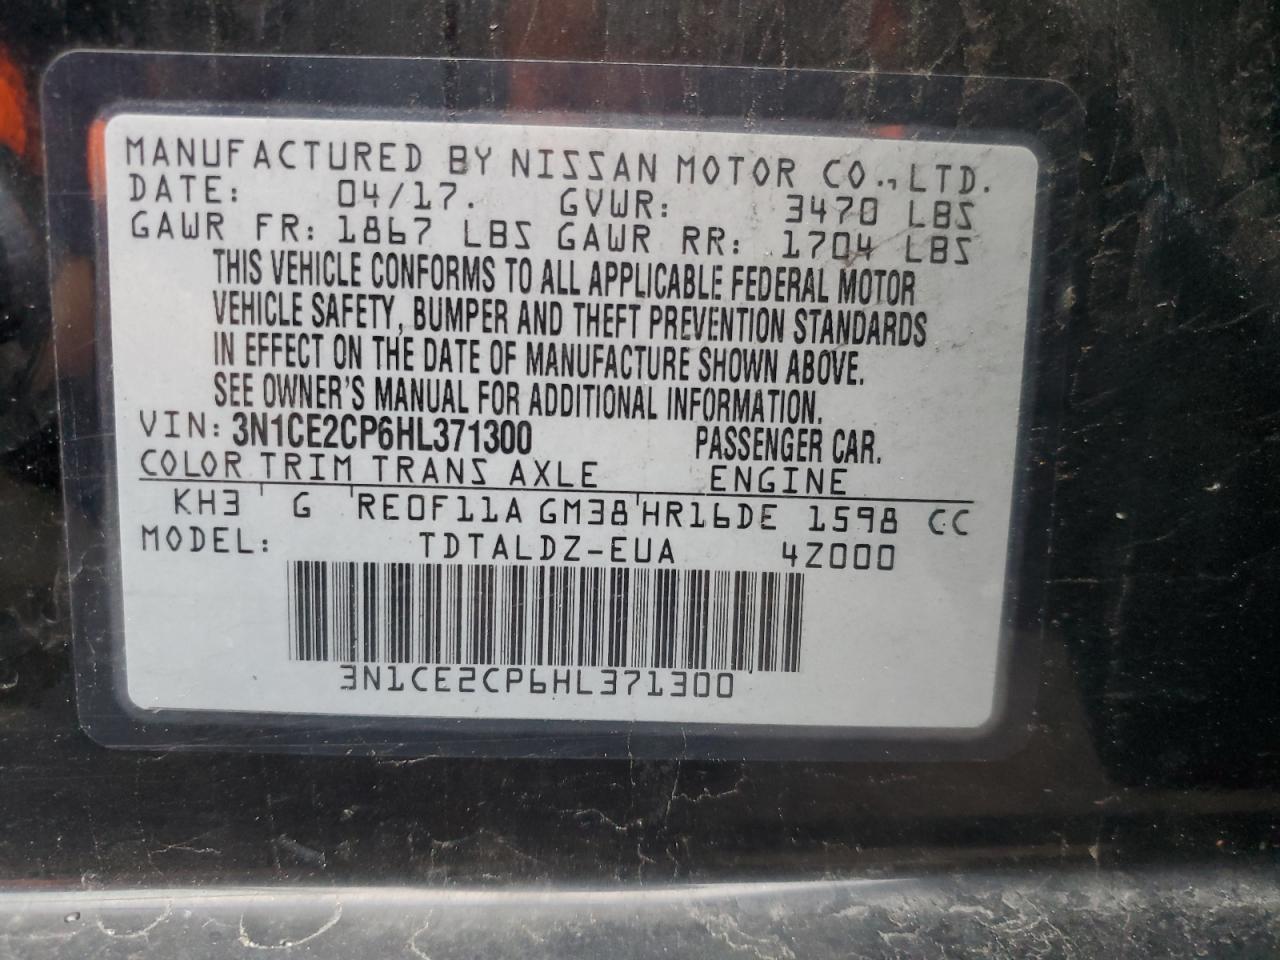 MANUFACTURED BY NISSAN MOTOR CO., LTD.
DATE: 04/17. GVWR: 3470 LBS
GAWR FR: 1867 LBS GAWR RR: 1704 LBS
THIS VEHICLE CONFORMS TO ALL APPLICABLE FEDERAL MOTOR
VEHICLE SAFETY, BUMPER AND THEFT PREVENTION STANDARDS
IN EFFECT ON THE DATE OF MANUFACTURE SHOWN ABOVE.
SEE OWNER'S MANUAL FOR ADDITIONAL INFORMATION.
VIN: 3N1CE2CP6HL371300 PASSENGER CAR.
COLOR TRIM TRANS AXLE ENGINE
KH3 G RE0F11A GM38 HR16DE 1598 CC
MODEL: TDTALDZ-EUA 4Z000
3N1CE2CP6HL371300